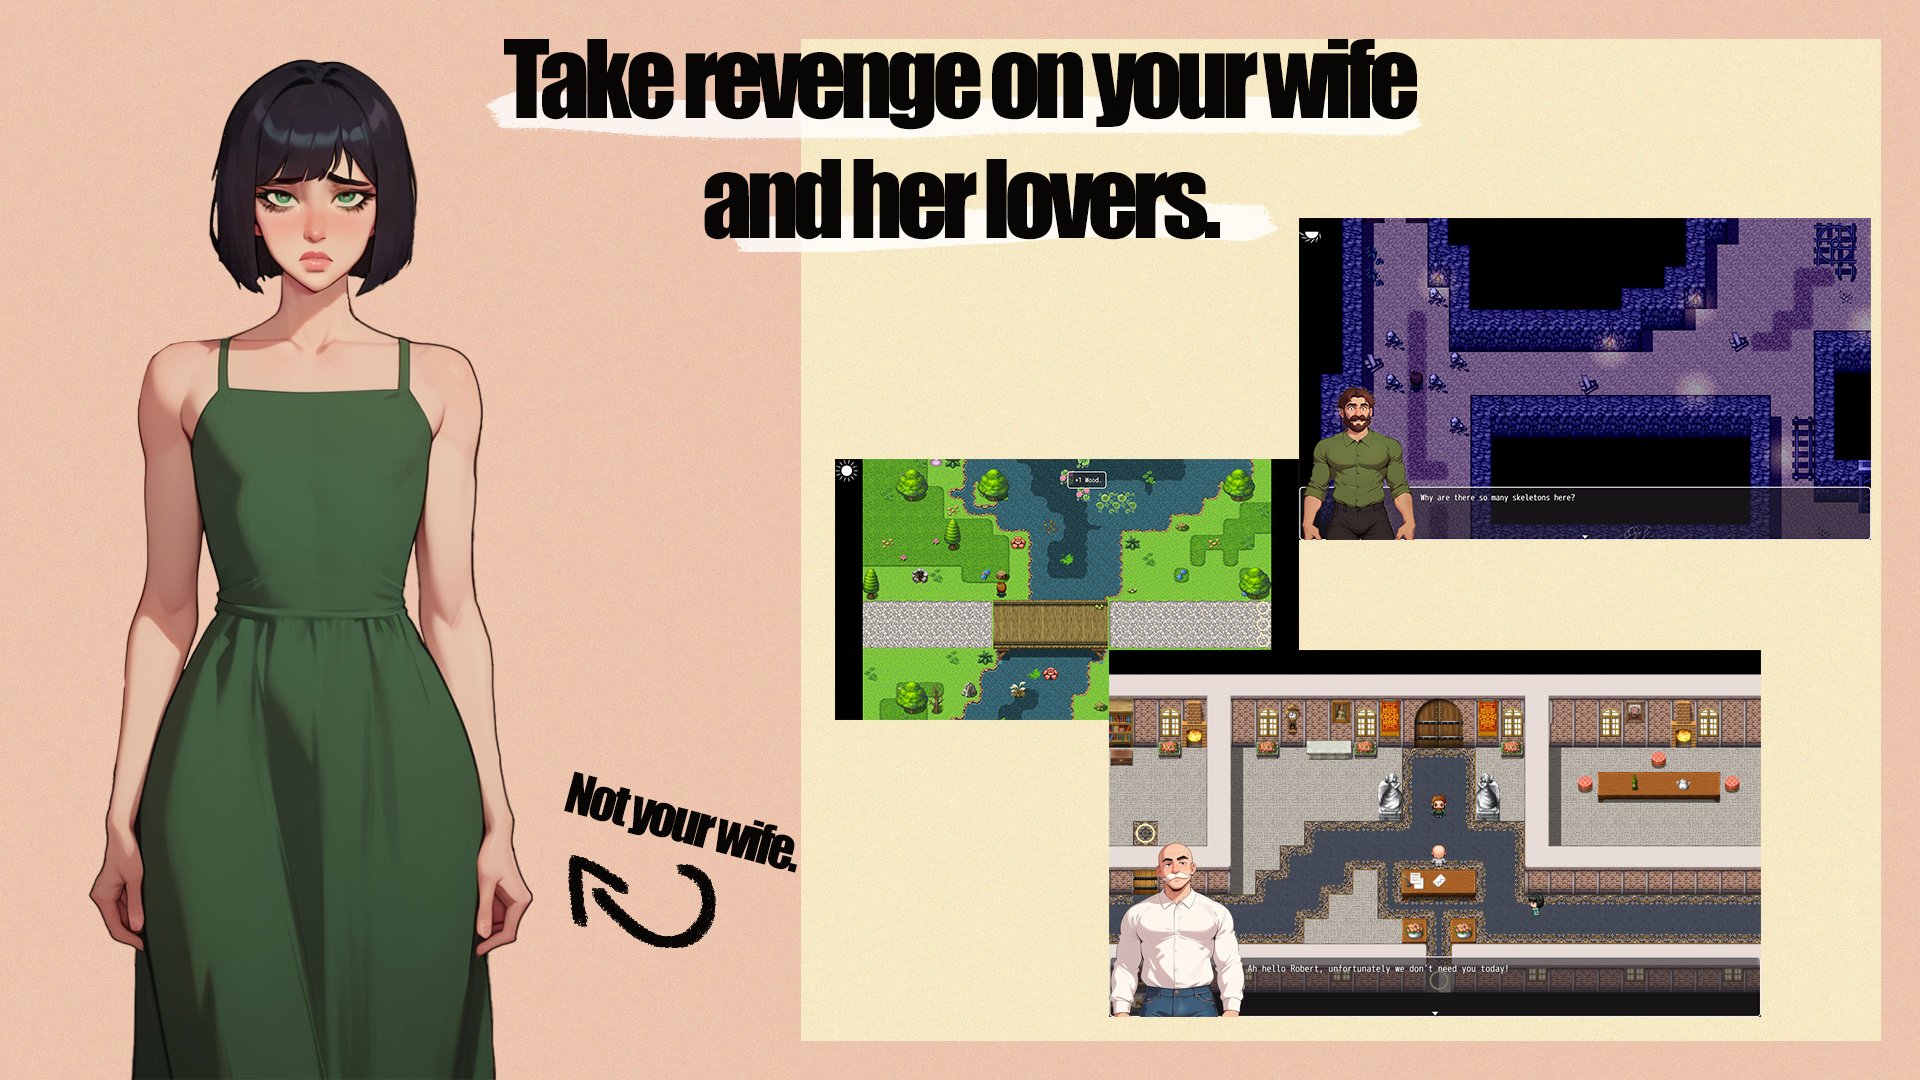 Take revenge on your wife
and her lovers.
Why are there so many skeletons here?
+1 Wood.
Not your wife.
Ah hello Robert, unfortunately we don't need you today!